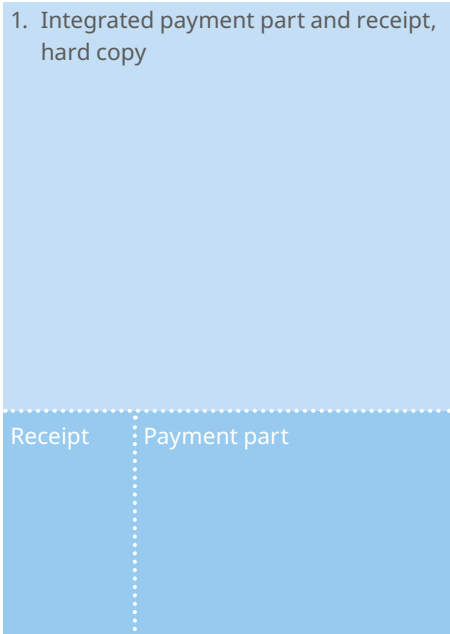 1. Integrated payment part and receipt,
hard copy
Receipt
Payment part